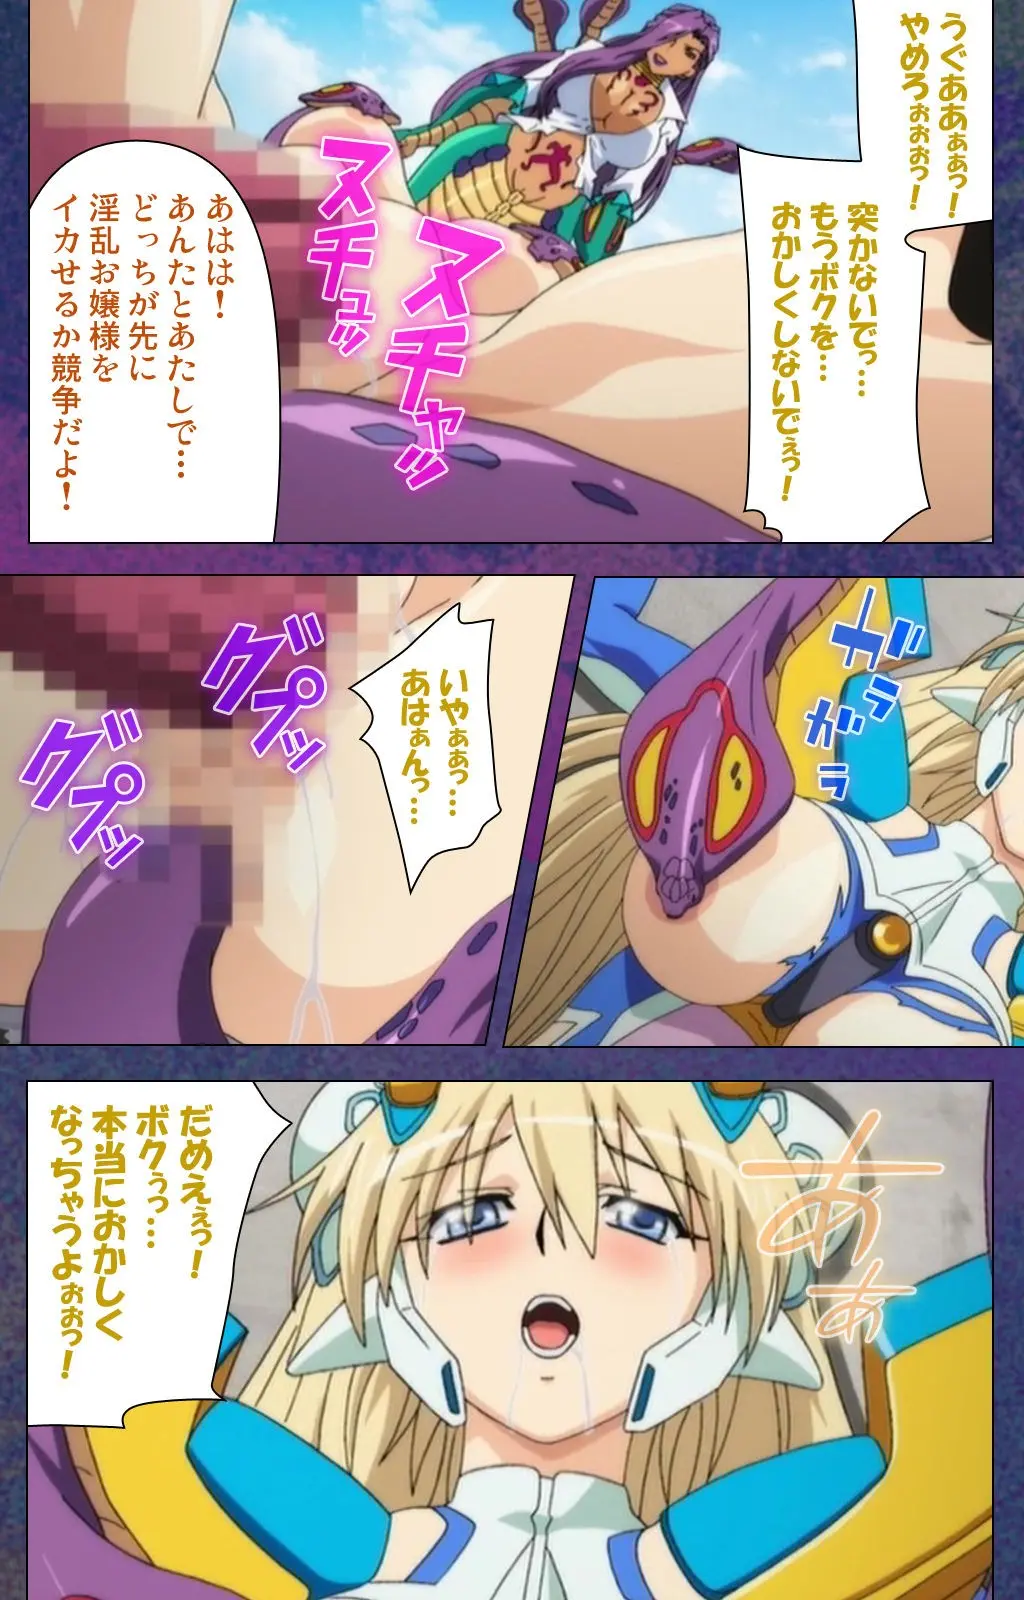 うぐああぁぁっ!
やめろぉぉぉっ!
突かないでっ…
もうボクを…
おかしくしないでぇっ!
あはは!
あんたとあたしで…
どっちが先に
淫乱お嬢様を
イカせるか競争だよ!
ヌチュッ
ヌチャッ
ガラ
ガラ
いやぁぁっ…
あはぁんっ…
グプッ
グプッ
だめえぇっ!
ボクぅっ…
本当におかしく
なっちゃうよぉぉっ!
あぁ